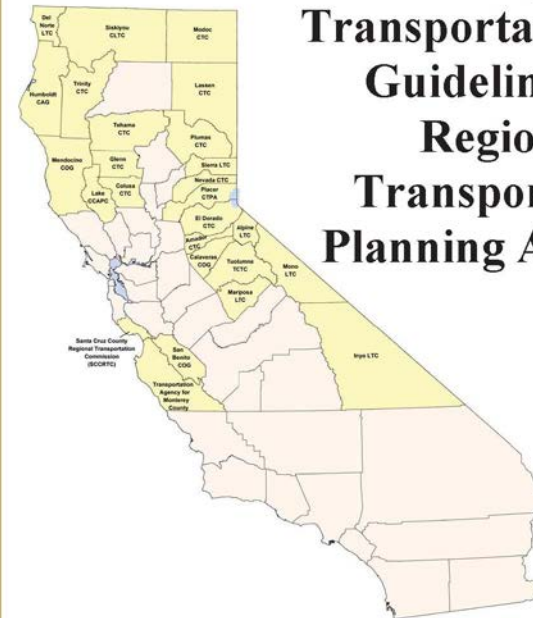 Transporta
Guidelin
Regio
Transpor
Planning A
Del
Norte
LTC
Siskiyou
CLTC
Modoc
CTC
Humboldt
CAG
Trinity
CTC
Lassen
CTC
Tehama
CTC
Plumas
CTC
Mendocino
COG
Glenn
CTC
Sierra LTC
Lake
CCAPC
Colusa
CTC
Nevada CTC
Placer
CTPA
El Dorado
CTC
Alpine
LTC
Amador
CTC
Calaveras
COG
Tuolumne
TCTC
Mono
LTC
Mariposa
LTC
Santa Cruz County
Regional Transportation
Commission
(SCCRTC)
San
Benito
COG
Inyo LTC
Transportation
Agency for
Monterey
County